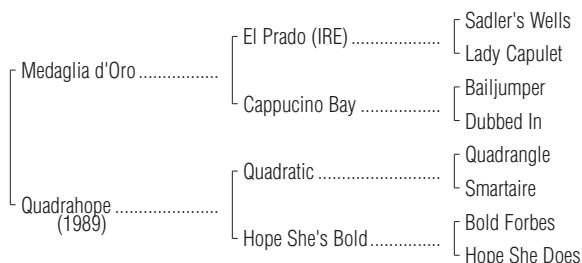 Sadler's Wells
El Prado (IRE) ....................
Lady Capulet
Medaglia d'Oro .................
Bailjumper
Cappucino Bay ..................
Dubbed In
Quadrangle
Quadratic ...........................
Smartaire
Quadrahope ......................
(1989)
Bold Forbes
Hope She's Bold ...............
Hope She Does